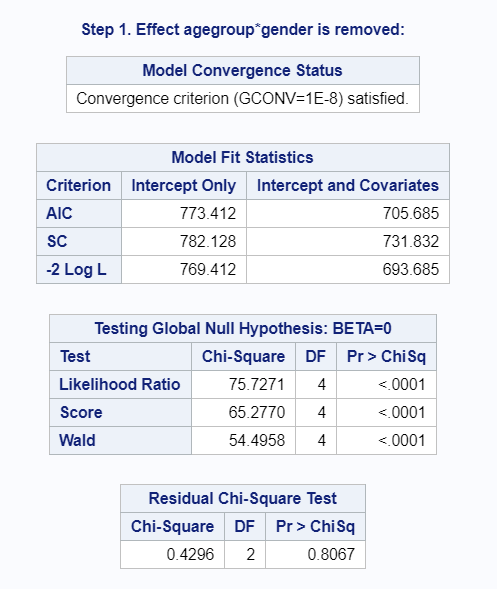 Step 1. Effect agegroup*gender is removed:
Model Convergence Status
Convergence criterion (GCONV=1E-8) satisfied.
Model Fit Statistics
Criterion Intercept Only Intercept and Covariates
AIC 773.412 705.685
SC 782.128 731.832
-2 Log L 769.412 693.685
Testing Global Null Hypothesis: BETA=0
Test Chi-Square DF Pr > ChiSq
Likelihood Ratio 75.7271 4 <.0001
Score 65.2770 4 <.0001
Wald 54.4958 4 <.0001
Residual Chi-Square Test
Chi-Square DF Pr > ChiSq
0.4296 2 0.8067